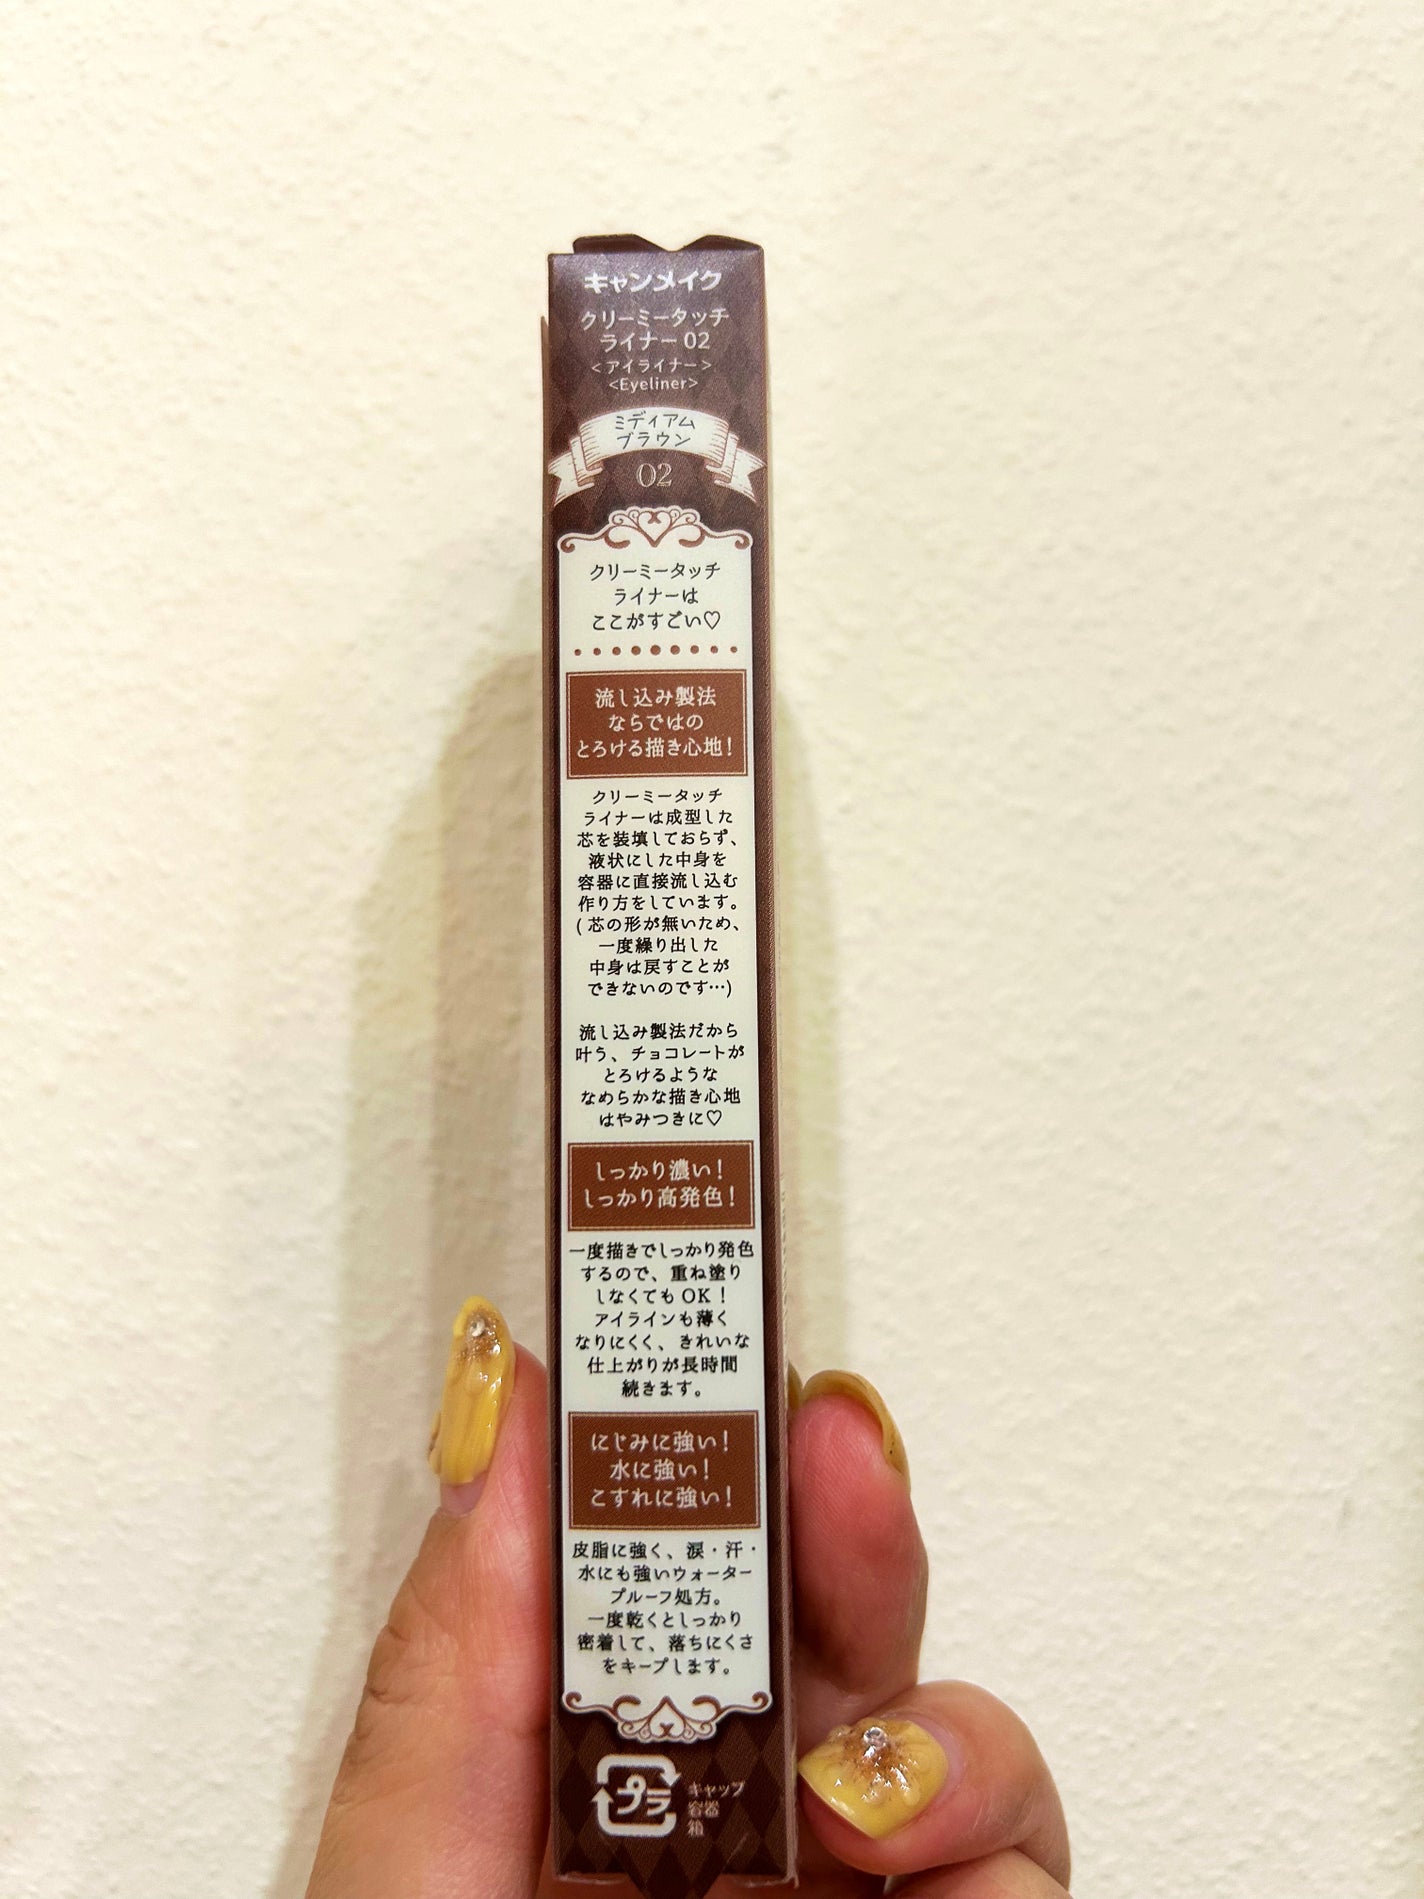 キャンメイク
クリーミータッチ
ライナー 02
<アイライナー>
<Eyeliner>
ミディアム
ブラウン
02
クリーミータッチ
ライナーは
ここがすごい♡
流し込み製法
ならではの
とろける描き心地！
クリーミータッチ
ライナーは成型した
芯を装填しておらず、
液状にした中身を
容器に直接流し込む
作り方をしています。
(芯の形が無いため、
一度繰り出した
中身は戻すことが
できないのです…)
流し込み製法だから
叶う、チョコレートが
とろけるような
なめらかな描き心地
はやみつきに♡
しっかり濃い！
しっかり高発色！
一度描きでしっかり発色
するので、重ね塗り
しなくてもOK！
アイラインも薄く
なりにくく、きれいな
仕上がりが長時間
続きます。
にじみに強い！
水に強い！
こすれに強い！
皮脂に強く、涙・汗・
水にも強いウォーター
プルーフ処方。
一度乾くとしっかり
密着して、落ちにくさ
をキープします。
プラ
キャップ
容器
箱